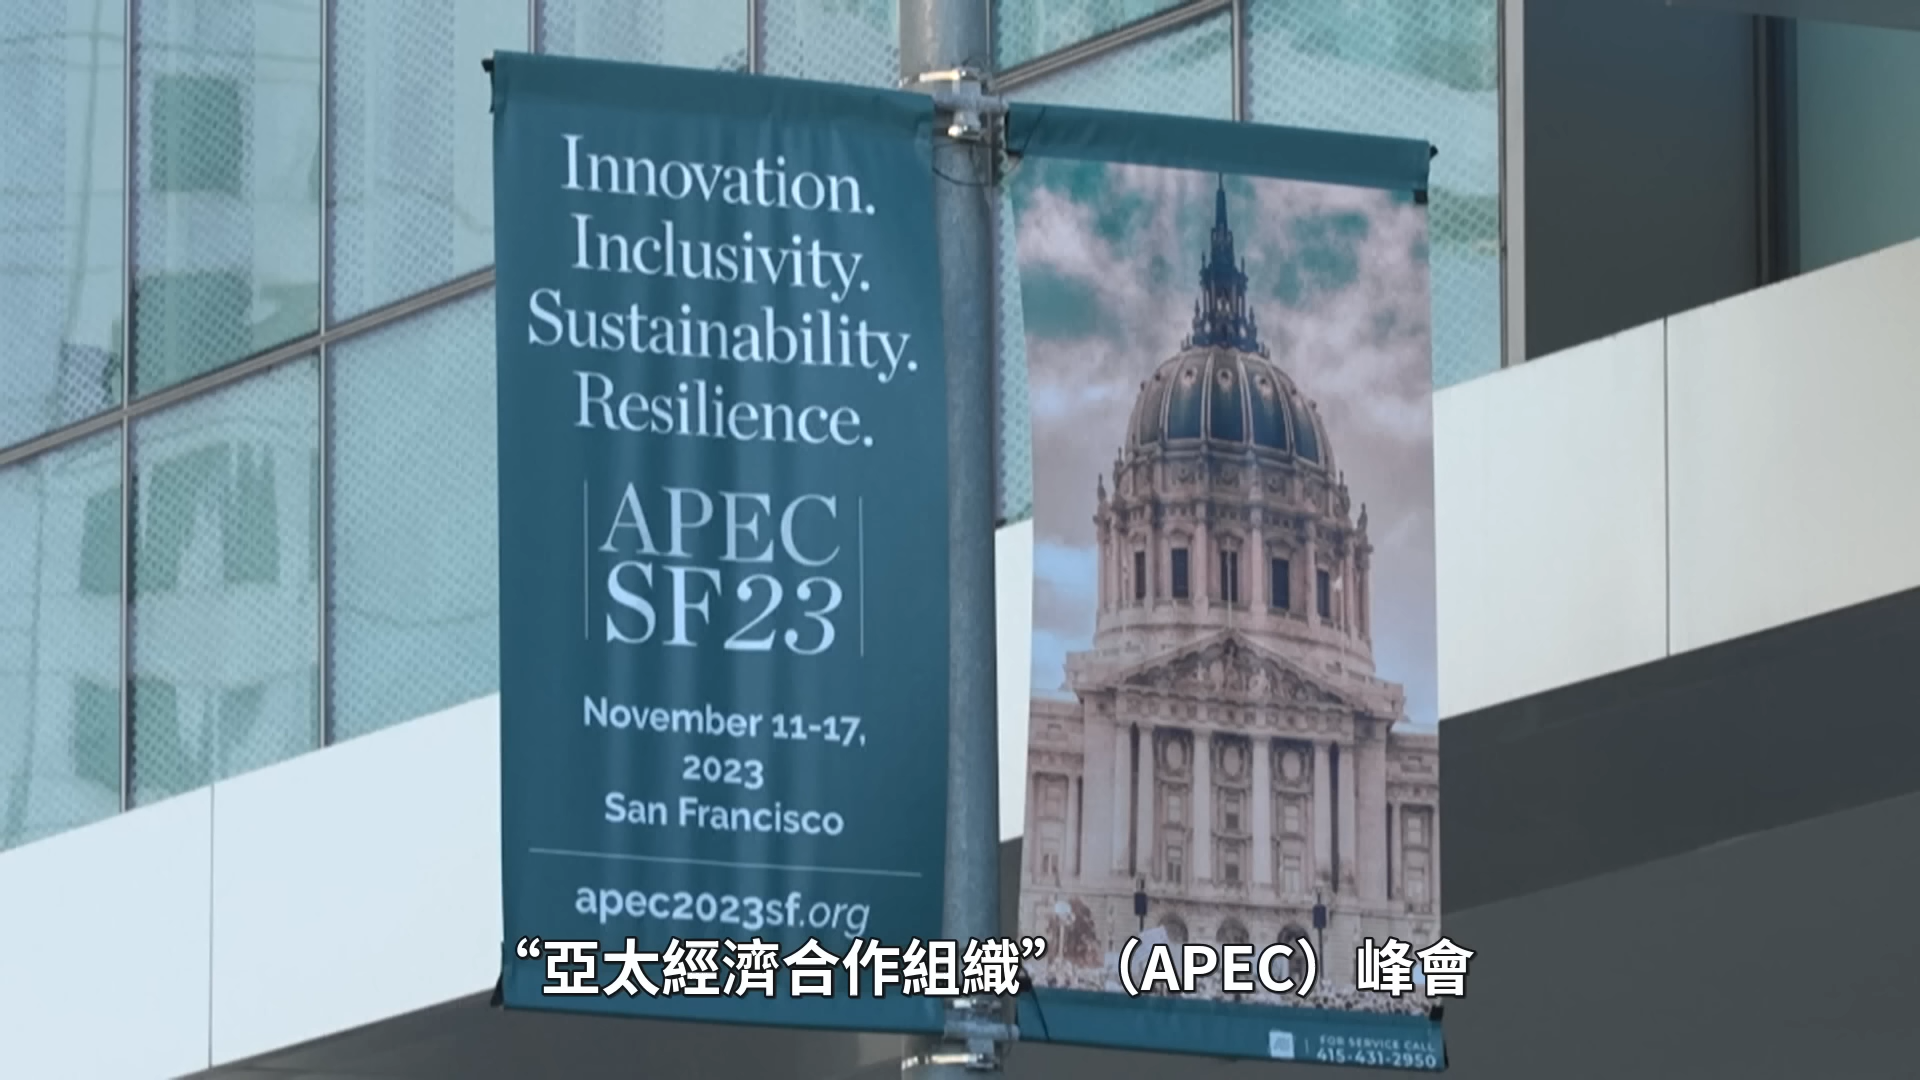 Innovation.
Inclusivity.
Sustainability.
Resilience.
APEC
SF23
November 11-17,
2023
San Francisco
apec2023sf.org
“亞太經濟合作組織” （APEC）峰會
FOR SERVICE CALL
415-431-2950